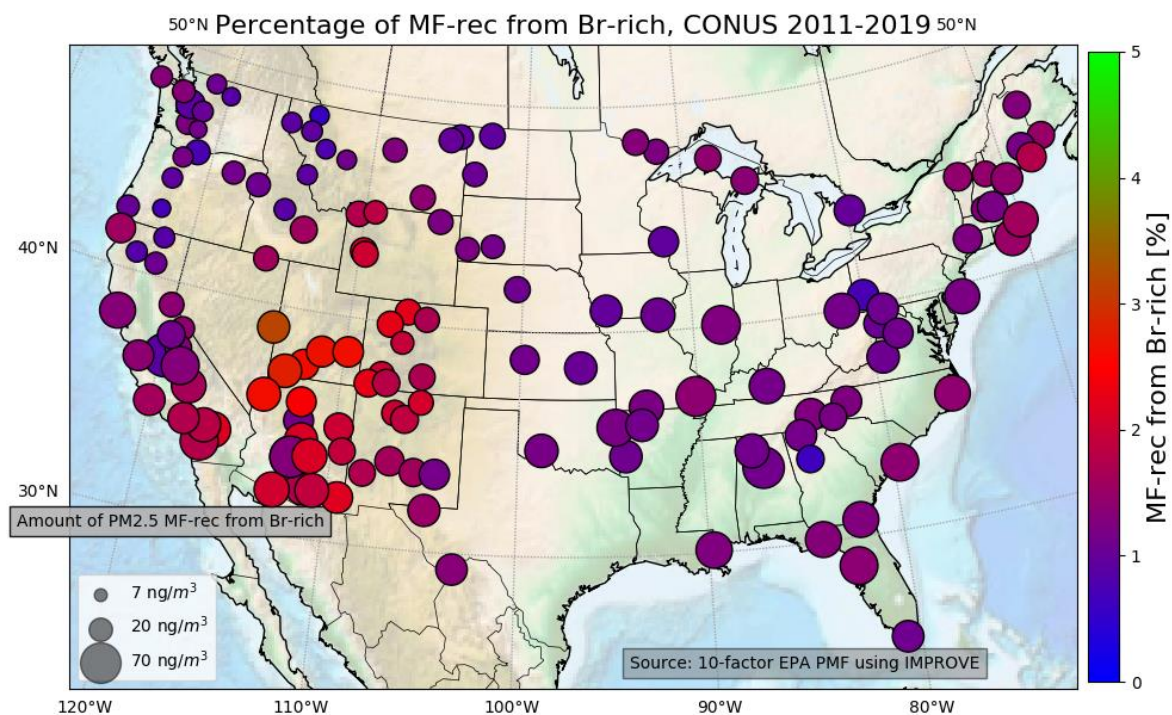 Percentage of MF-rec from Br-rich, CONUS 2011-2019
50°N
50°N
40°N
30°N
120°W
110°W
100°W
90°W
80°W
Amount of PM2.5 MF-rec from Br-rich
7 ng/m³
20 ng/m³
70 ng/m³
Source: 10-factor EPA PMF using IMPROVE
5
4
3
2
1
0
MF-rec from Br-rich [%]